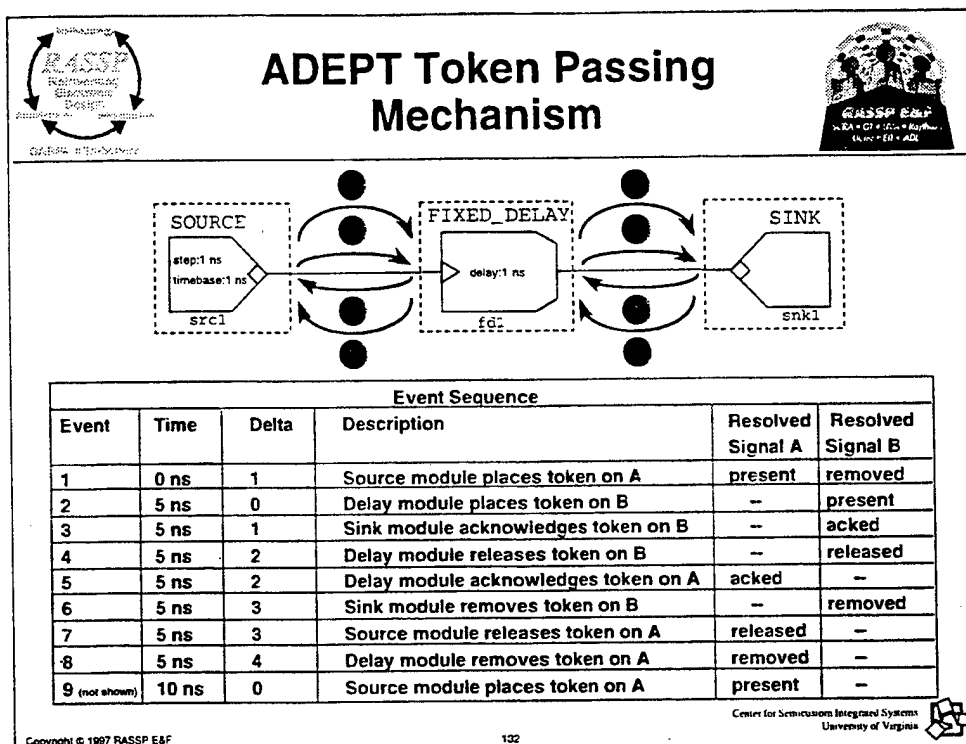 RASSP
Reinventing
Electronic
Design
ADEPT Token Passing
Mechanism
RASSP E&F
SOURCE
step:1 ns
timebase:1 ns
src1
FIXED_DELAY
delay:1 ns
SINK
snk1
Event Sequence
Event Time Delta Description Resolved Signal A Resolved Signal B
1 0 ns 1 Source module places token on A present removed
2 5 ns 0 Delay module places token on B -- present
3 5 ns 1 Sink module acknowledges token on B -- acked
4 5 ns 2 Delay module releases token on B -- released
5 5 ns 2 Delay module acknowledges token on A acked --
6 5 ns 3 Sink module removes token on B -- removed
7 5 ns 3 Source module releases token on A released --
8 5 ns 4 Delay module removes token on A removed --
9 (not shown) 10 ns 0 Source module places token on A present --
Center for Semicustom Integrated Systems
University of Virginia
Copyright © 1997 RASSP E&F
132